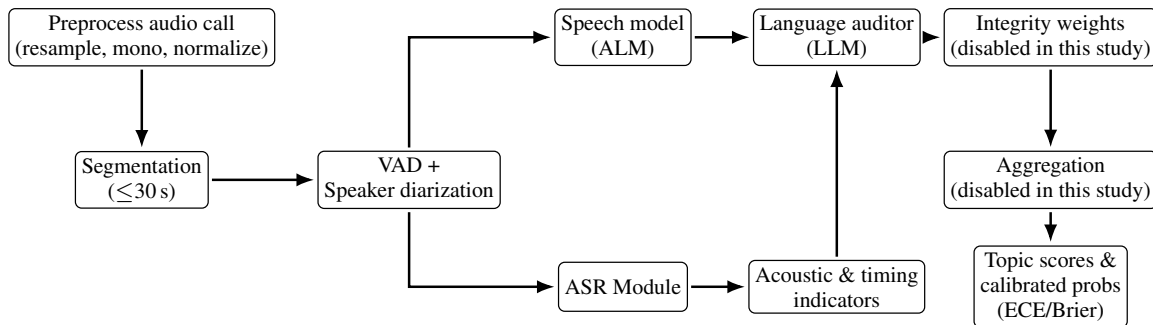 Preprocess audio call
(resample, mono, normalize)
Segmentation
(≤30 s)
VAD +
Speaker diarization
Speech model
(ALM)
Language auditor
(LLM)
Integrity weights
(disabled in this study)
ASR Module
Acoustic & timing
indicators
Aggregation
(disabled in this study)
Topic scores &
calibrated probs
(ECE/Brier)